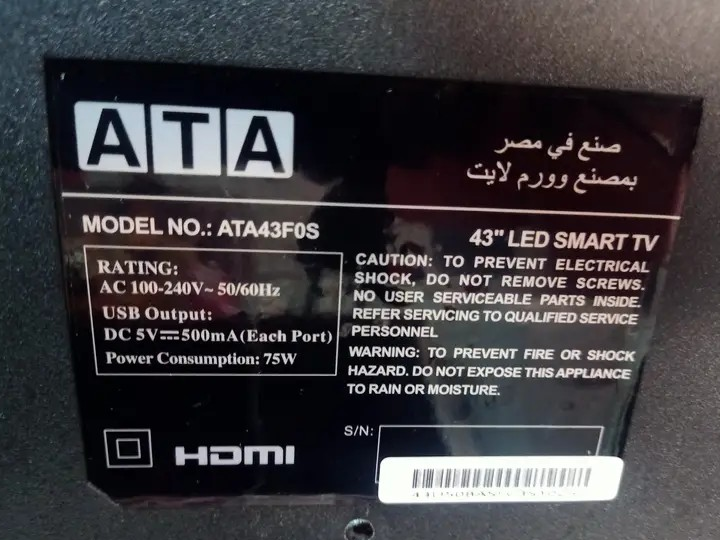 ATA
صنع في مصر
بمصنع وورم لايت
MODEL NO.: ATA43F0S
43" LED SMART TV
RATING:
AC 100-240V~ 50/60Hz
USB Output:
DC 5V⎓500mA(Each Port)
Power Consumption: 75W
CAUTION: TO PREVENT ELECTRICAL
SHOCK, DO NOT REMOVE SCREWS.
NO USER SERVICEABLE PARTS INSIDE.
REFER SERVICING TO QUALIFIED SERVICE
PERSONNEL
WARNING: TO PREVENT FIRE OR SHOCK
HAZARD. DO NOT EXPOSE THIS APPLIANCE
TO RAIN OR MOISTURE.
HDMI
S/N: